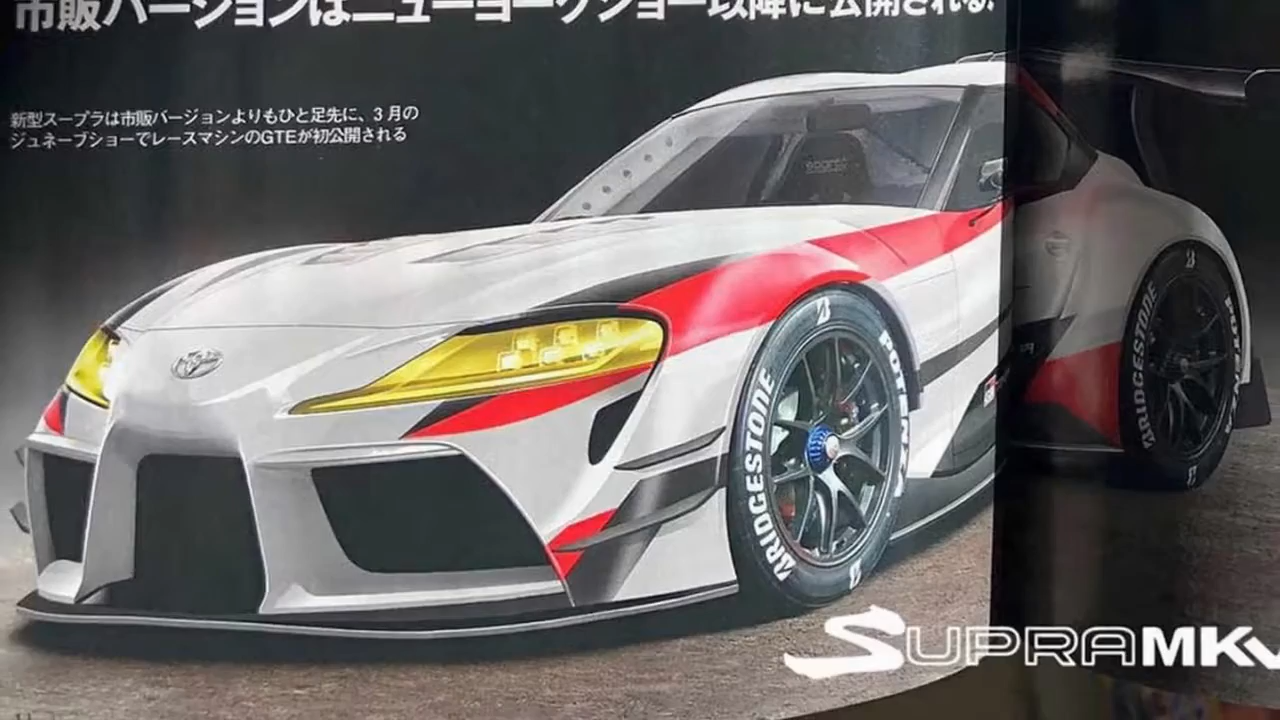 市販バージョンはニューヨークショー以降に公開される。
新型スープラは市販バージョンよりもひと足先に、3月の
ジュネーブショーでレースマシンのGTEが初公開される
sparco
BRIDGESTONE
POTENZA
BRIDGESTONE
POTENZA
SUPRAMKV